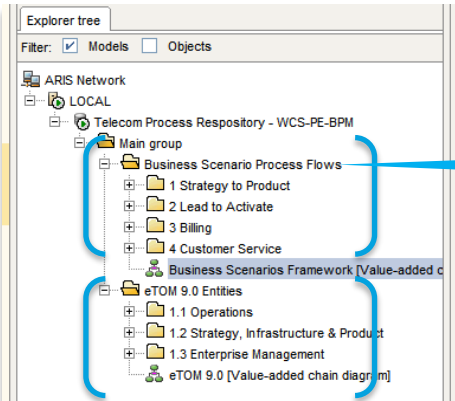 Explorer tree
Filter: Models Objects
ARIS Network
LOCAL
Telecom Process Respository - WCS-PE-BPM
Main group
Business Scenario Process Flows
1 Strategy to Product
2 Lead to Activate
3 Billing
4 Customer Service
Business Scenarios Framework [Value-added c
eTOM 9.0 Entities
1.1 Operations
1.2 Strategy, Infrastructure & Product
1.3 Enterprise Management
eTOM 9.0 [Value-added chain diagram]